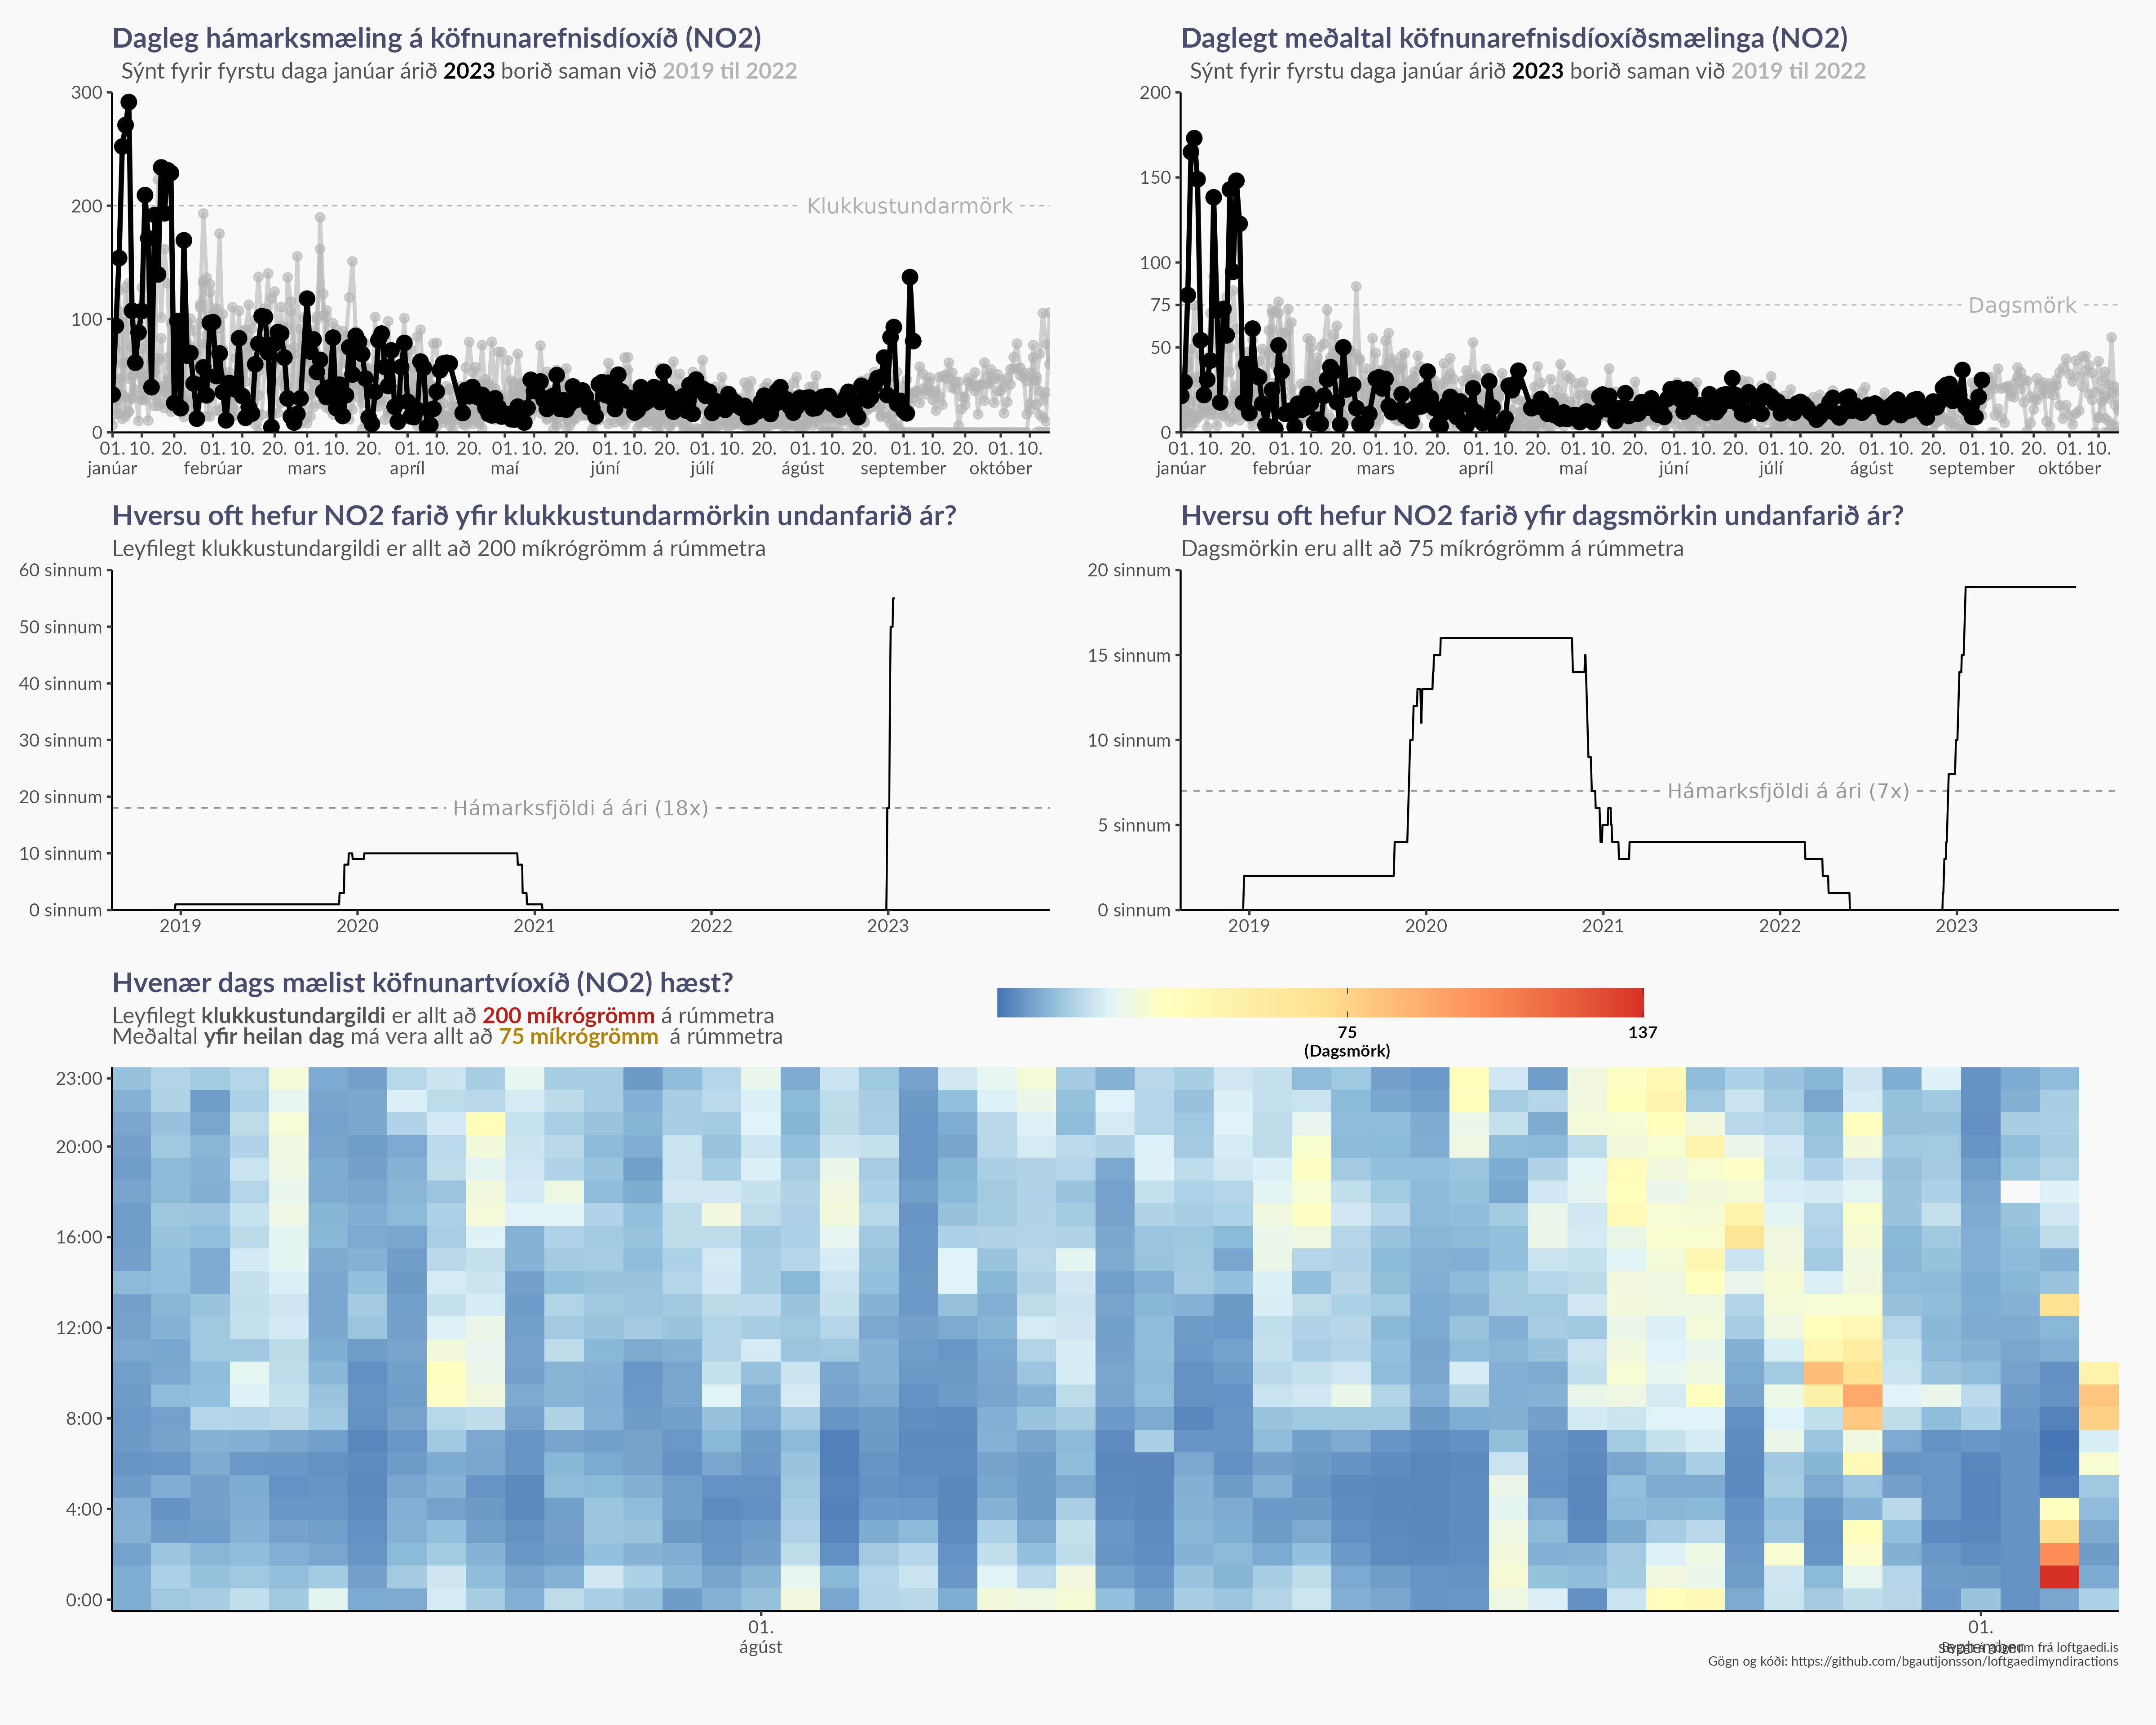 Dagleg hámarksmæling á köfnunarefnisdíoxíð (NO2)
Sýnt fyrir fyrstu daga janúar árið 2023 borið saman við 2019 til 2022
300
200
100
0
Klukkustundarmörk
01. 10. 20. 01. 10. 20. 01. 10. 20. 01. 10. 20. 01. 10. 20. 01. 10. 20. 01. 10. 20. 01. 10. 20. 01. 10. 20. 01. 10.
janúar febrúar mars apríl maí júní júlí ágúst september október
Daglegt meðaltal köfnunarefnisdíoxíðsmælinga (NO2)
Sýnt fyrir fyrstu daga janúar árið 2023 borið saman við 2019 til 2022
200
150
100
75
50
0
Dagsmörk
01. 10. 20. 01. 10. 20. 01. 10. 20. 01. 10. 20. 01. 10. 20. 01. 10. 20. 01. 10. 20. 01. 10. 20. 01. 10. 20. 01. 10.
janúar febrúar mars apríl maí júní júlí ágúst september október
Hversu oft hefur NO2 farið yfir klukkustundarmörkin undanfarið ár?
Leyfilegt klukkustundargildi er allt að 200 míkrógrömm á rúmmetra
60 sinnum
50 sinnum
40 sinnum
30 sinnum
20 sinnum
10 sinnum
0 sinnum
Hámarksfjöldi á ári (18x)
2019 2020 2021 2022 2023
Hversu oft hefur NO2 farið yfir dagsmörkin undanfarið ár?
Dagsmörkin eru allt að 75 míkrógrömm á rúmmetra
20 sinnum
15 sinnum
10 sinnum
5 sinnum
0 sinnum
Hámarksfjöldi á ári (7x)
2019 2020 2021 2022 2023
Hvenær dags mælist köfnunartvíoxíð (NO2) hæst?
Leyfilegt klukkustundargildi er allt að 200 míkrógrömm á rúmmetra
Meðaltal yfir heilan dag má vera allt að 75 míkrógrömm á rúmmetra
75 137
(Dagsmörk)
23:00
20:00
16:00
12:00
8:00
4:00
0:00
01. 01.
ágúst september
frá loftgaedi.is
Gögn og kóði: https://github.com/bgautijonsson/loftgaedimyndiractions